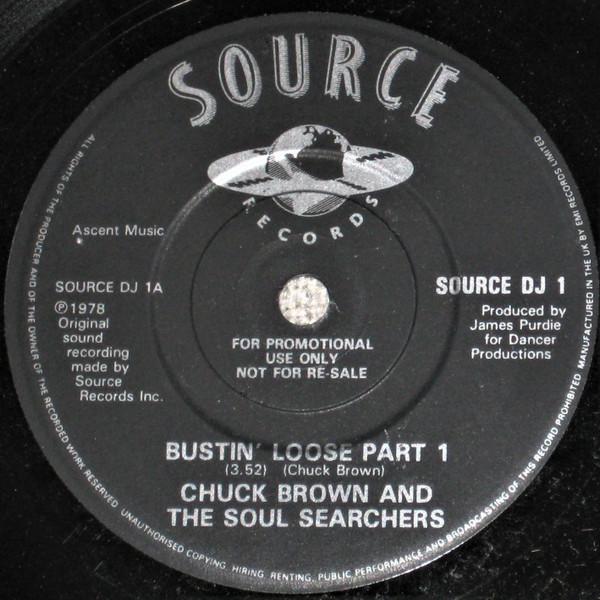 SOURCE
RECORDS
Ascent Music
SOURCE DJ 1A
℗1978
Original
sound
recording
made by
Source
Records Inc.
SOURCE DJ 1
Produced by
James Purdie
for Dancer
Productions
FOR PROMOTIONAL
USE ONLY
NOT FOR RE-SALE
BUSTIN' LOOSE PART 1
(3.52) (Chuck Brown)
CHUCK BROWN AND
THE SOUL SEARCHERS
ALL RIGHTS OF THE PRODUCER AND OF THE OWNER OF THE RECORDED WORK RESERVED UNAUTHORISED COPYING, HIRING, RENTING, PUBLIC PERFORMANCE AND BROADCASTING OF THIS RECORD PROHIBITED MANUFACTURED IN THE UK BY EMI RECORDS LIMITED